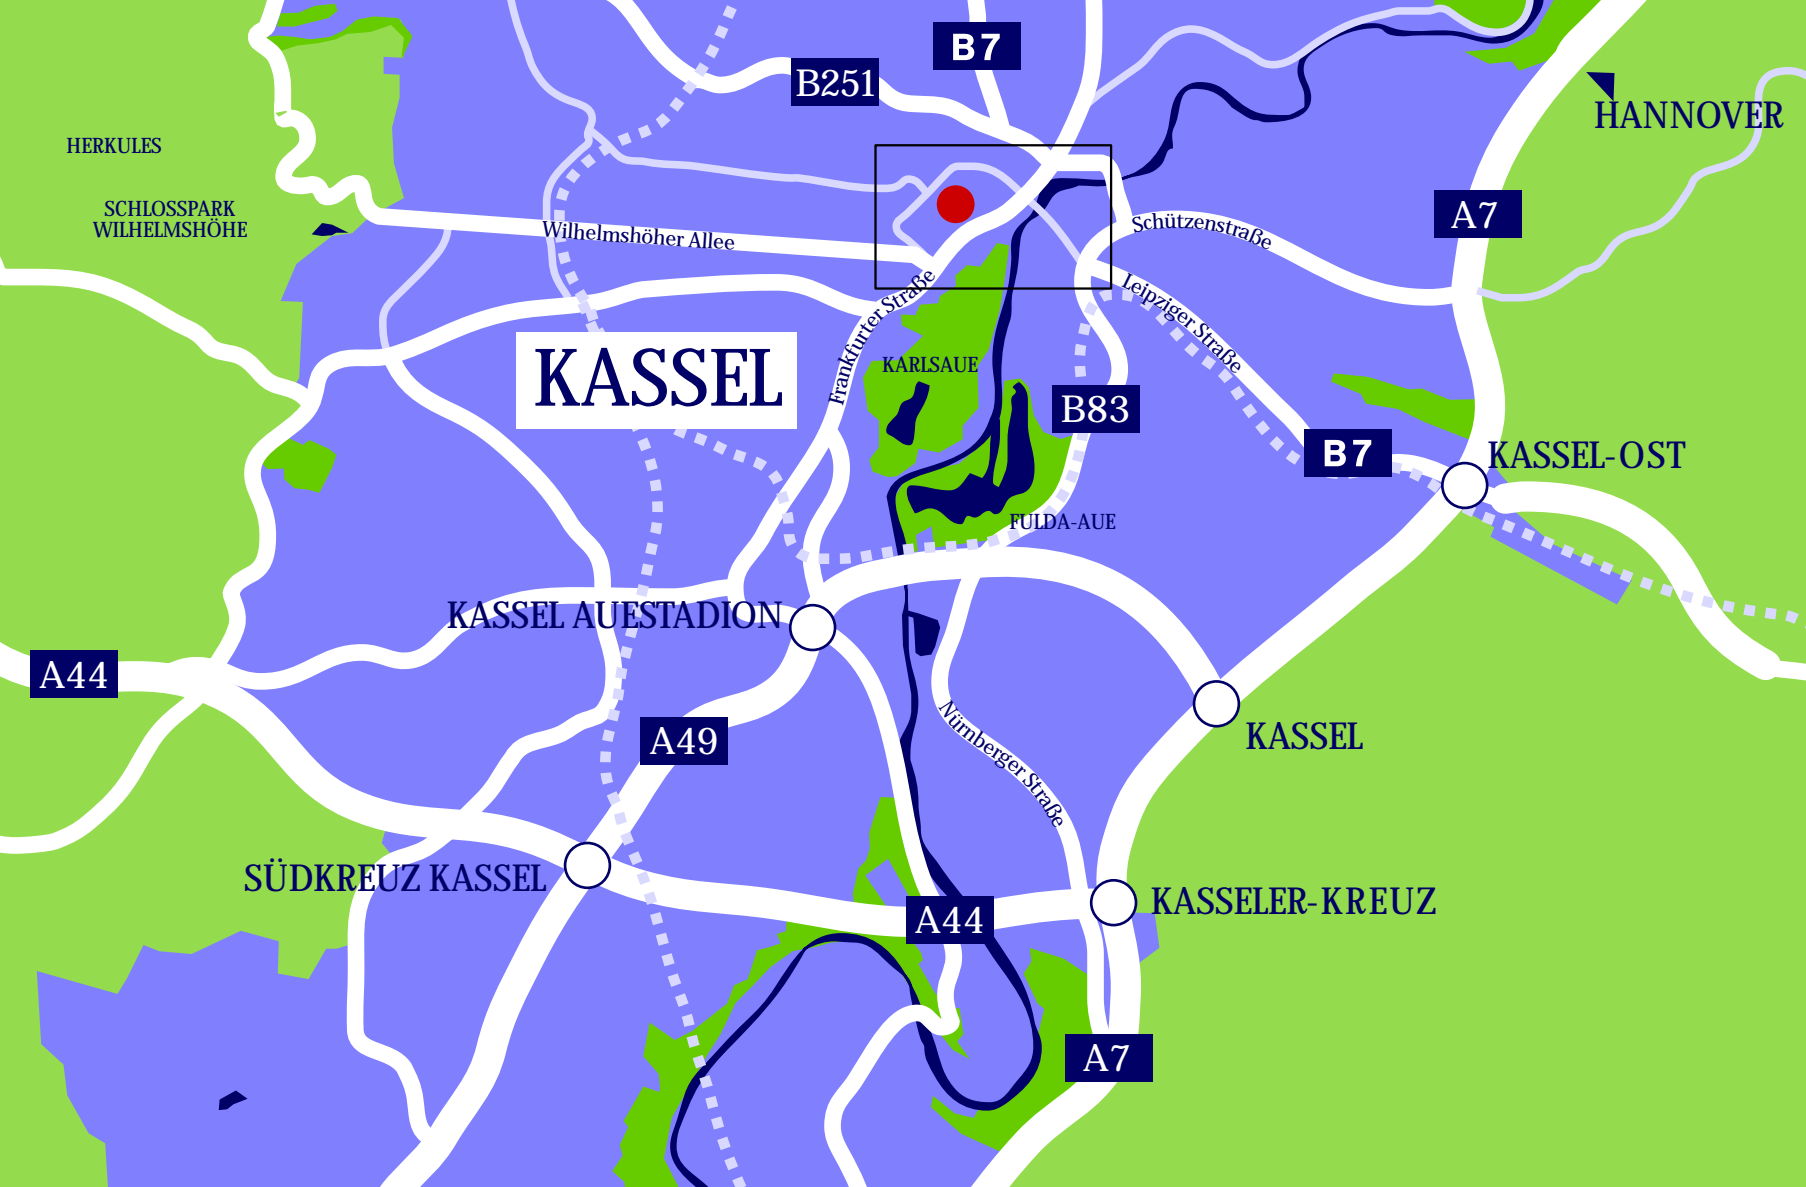 B7
B251
HANNOVER
HERKULES
SCHLOSSPARK
WILHELMSHÖHE
A7
Wilhelmshöher Allee
Schützenstraße
Leipziger Straße
Frankfurter Straße
KASSEL
KARLSAUE
B83
B7
KASSEL-OST
FULDA-AUE
KASSEL AUESTADION
A44
A49
Nürnberger Straße
KASSEL
SÜDKREUZ KASSEL
A44
KASSELER-KREUZ
A7